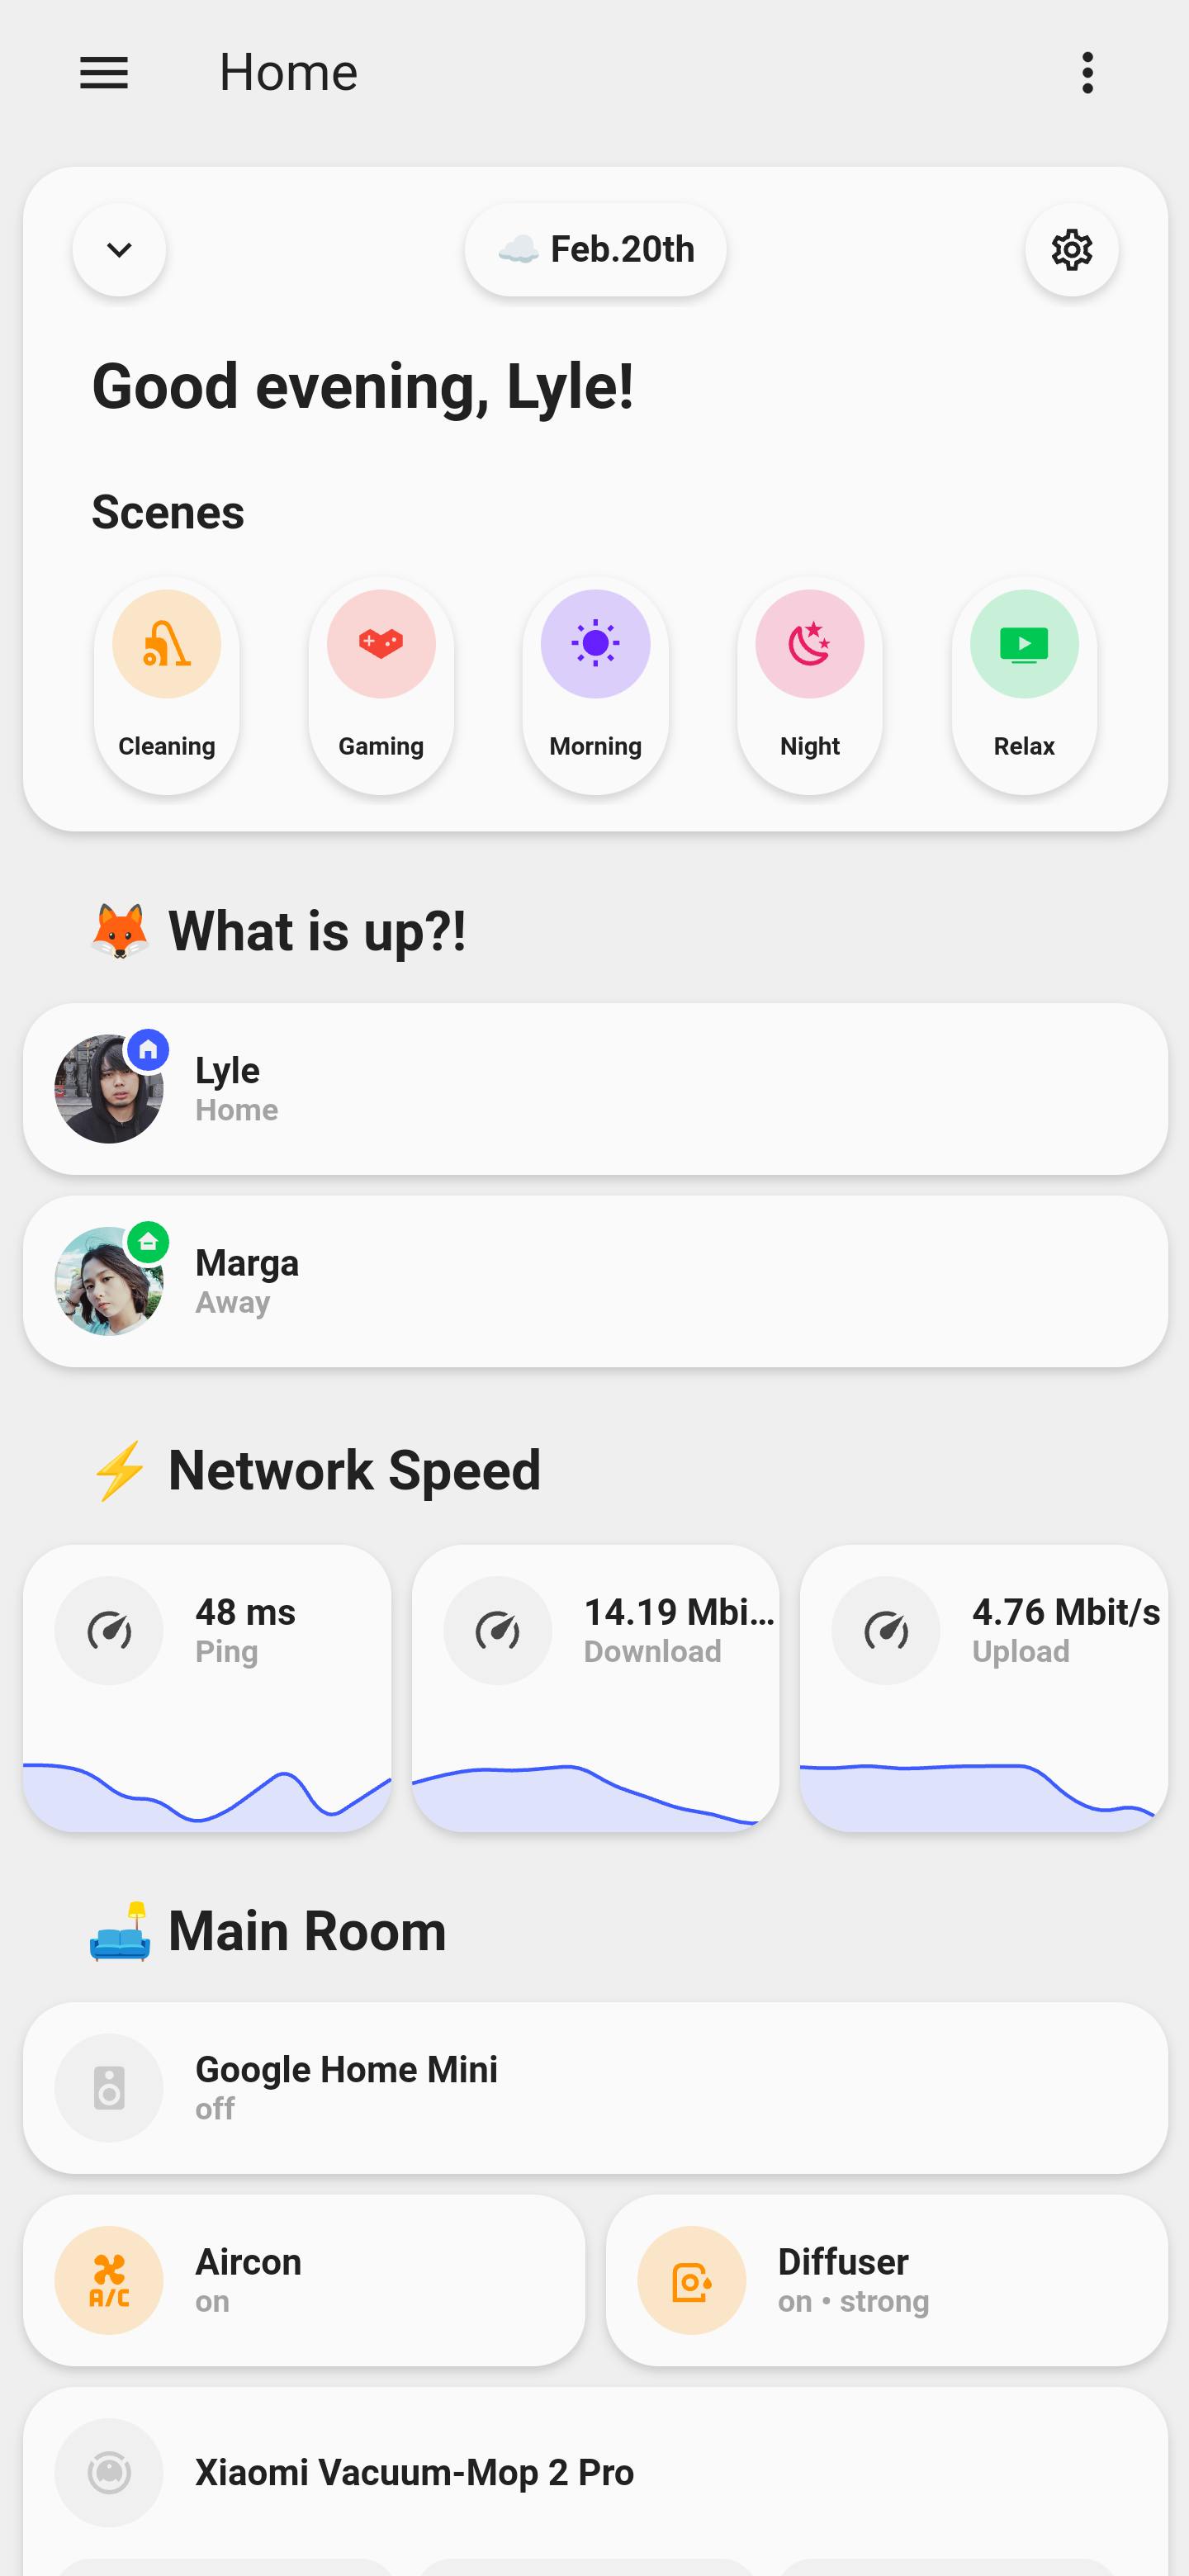 Home
Feb.20th
Good evening, Lyle!
Scenes
Cleaning Gaming Morning Night Relax
What is up?!
Lyle
Home
Marga
Away
Network Speed
48 ms 14.19 Mbi... 4.76 Mbit/s
Ping Download Upload
Main Room
Google Home Mini
off
Aircon Diffuser
on on • strong
A/C
Xiaomi Vacuum-Mop 2 Pro